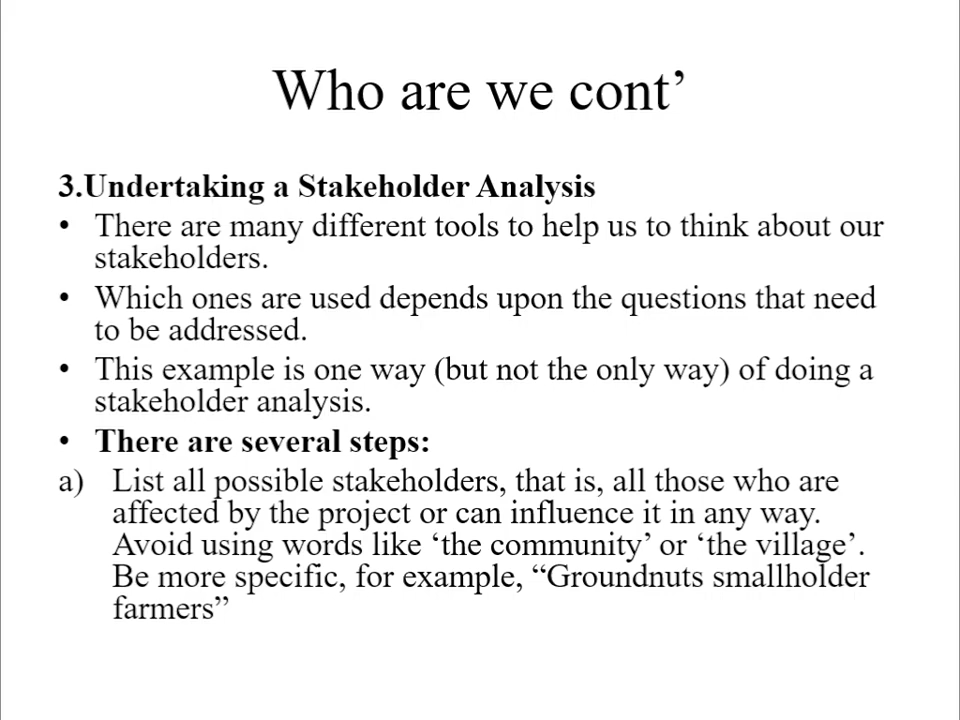 Who are we cont’
3.Undertaking a Stakeholder Analysis
• There are many different tools to help us to think about our
stakeholders.
• Which ones are used depends upon the questions that need
to be addressed.
• This example is one way (but not the only way) of doing a
stakeholder analysis.
• There are several steps:
a) List all possible stakeholders, that is, all those who are
affected by the project or can influence it in any way.
Avoid using words like ‘the community’ or ‘the village’.
Be more specific, for example, “Groundnuts smallholder
farmers”